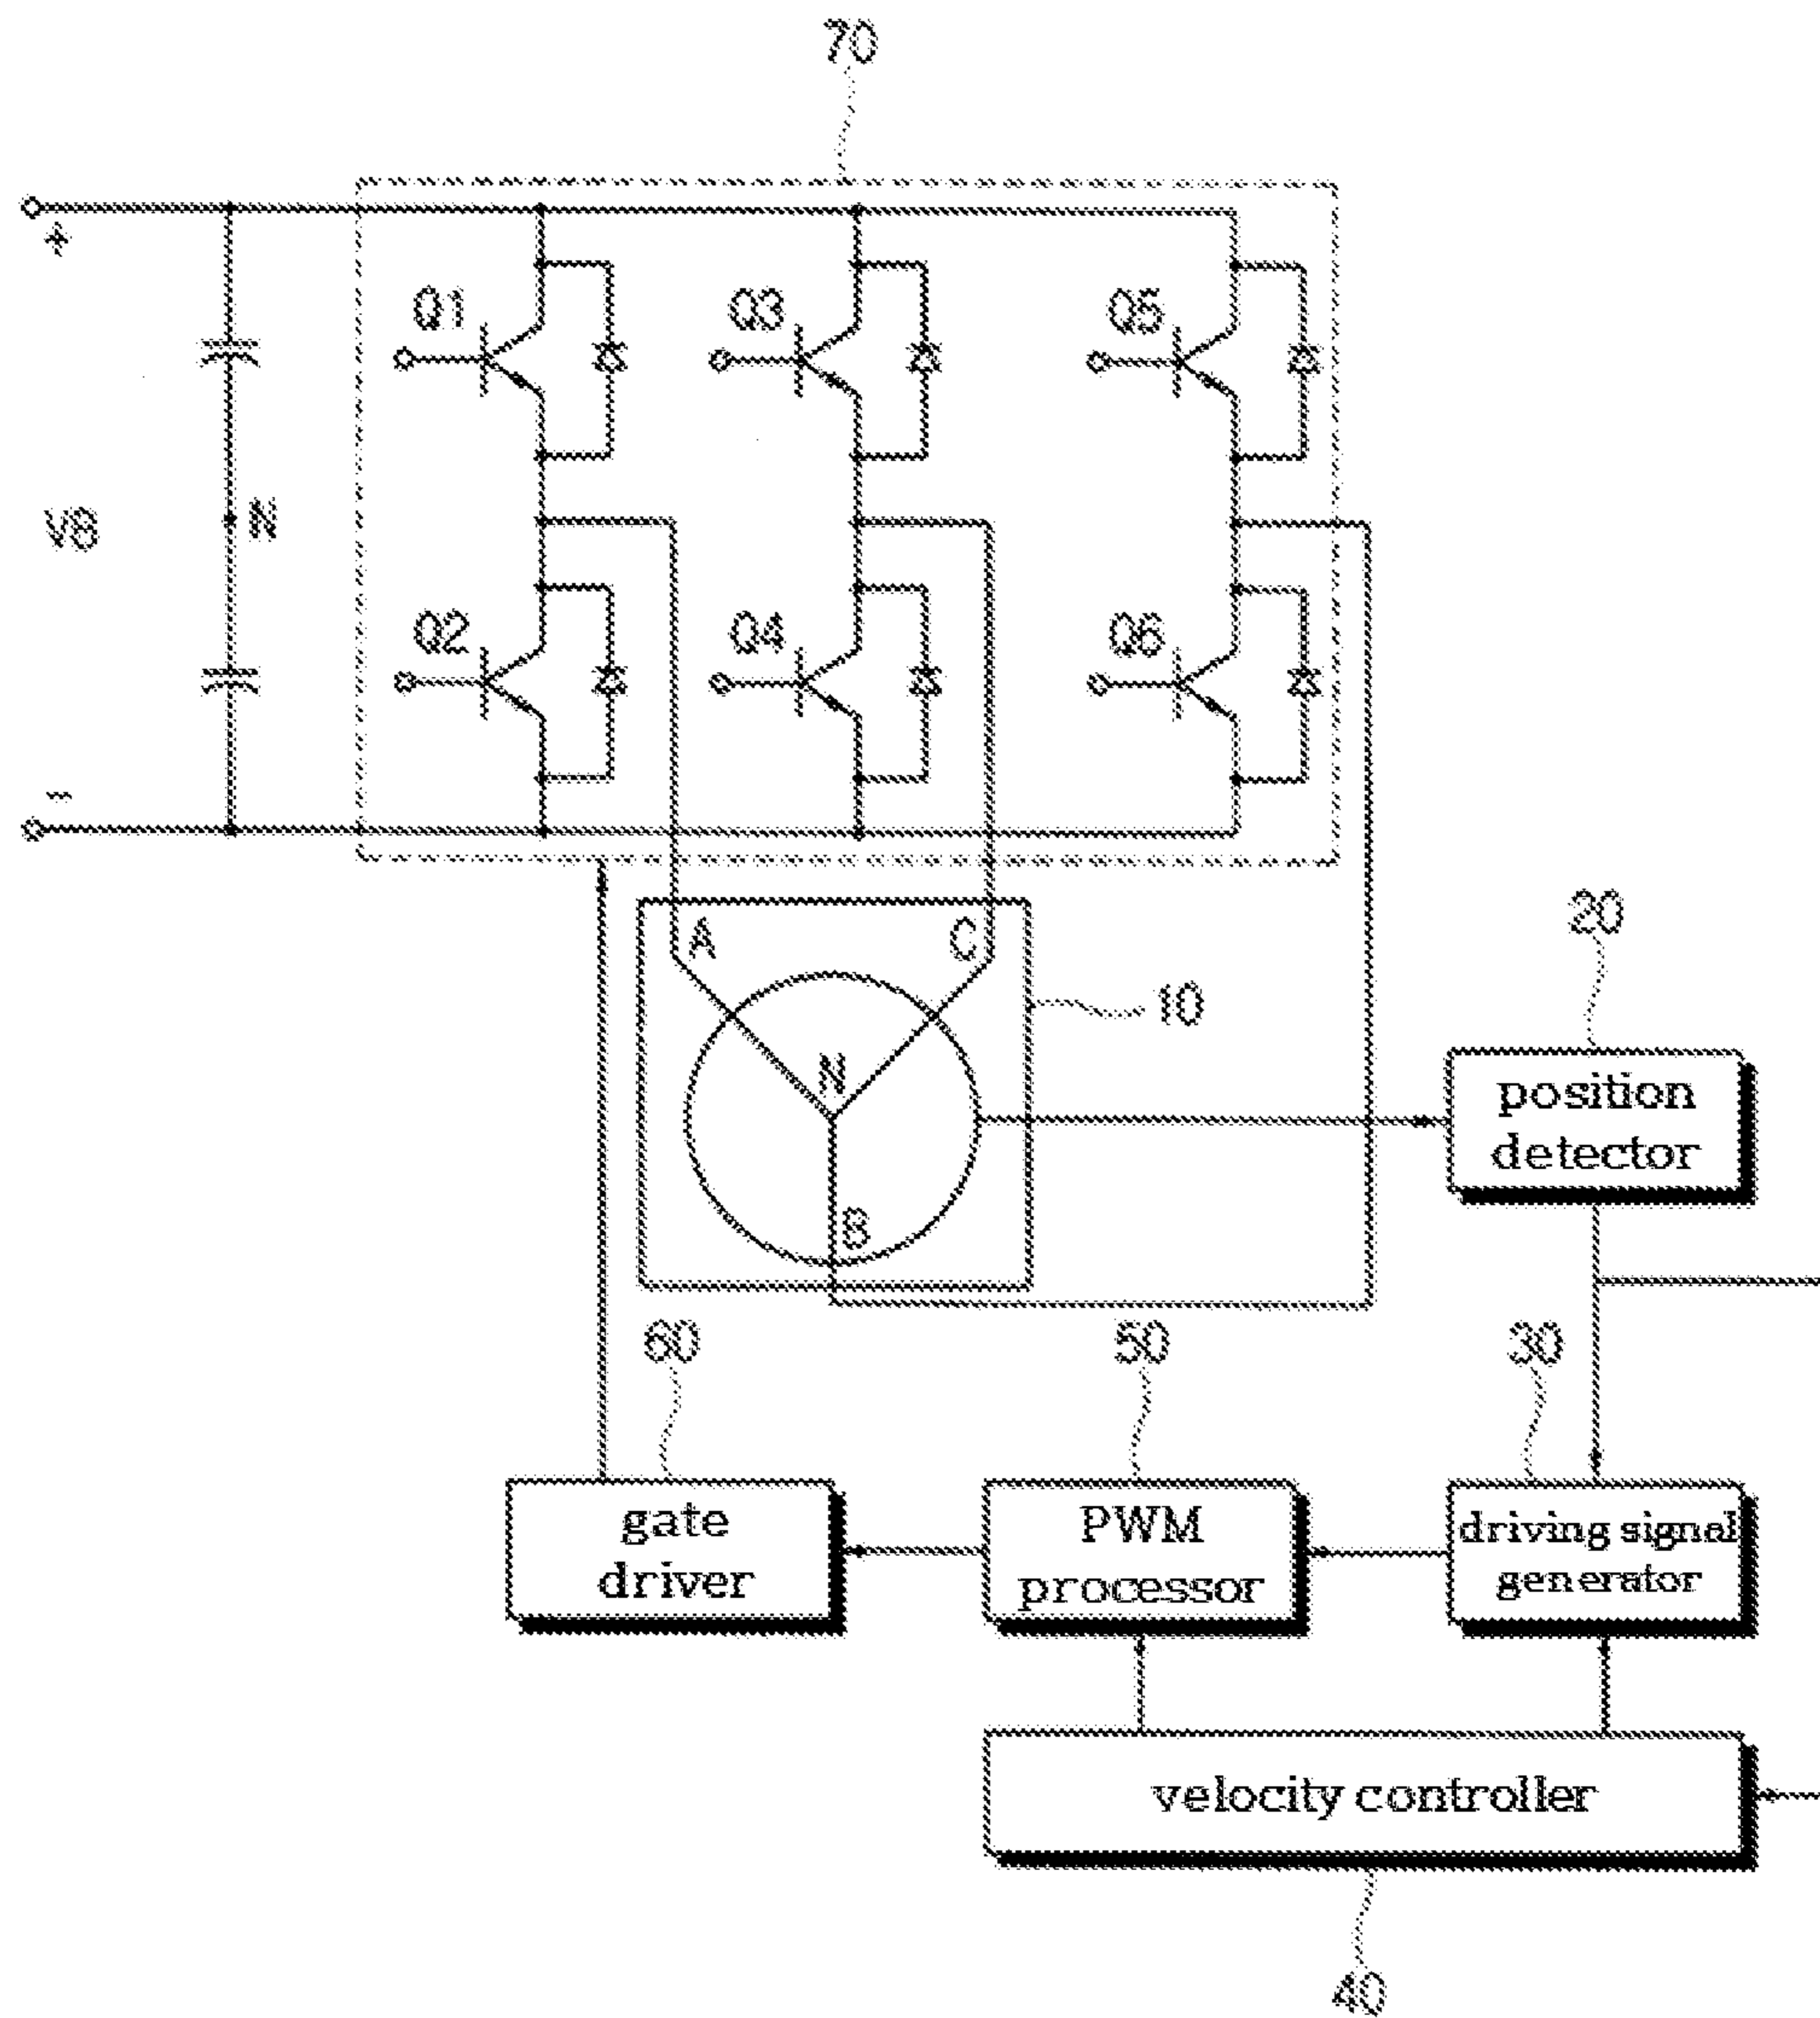 70
+
Q1
Q3
Q5
VB
N
Q2
Q4
Q6
-
A
C
20
10
N
position
detector
B
60
50
30
gate
driver
PWM
processor
driving signal
generator
velocity controller
40